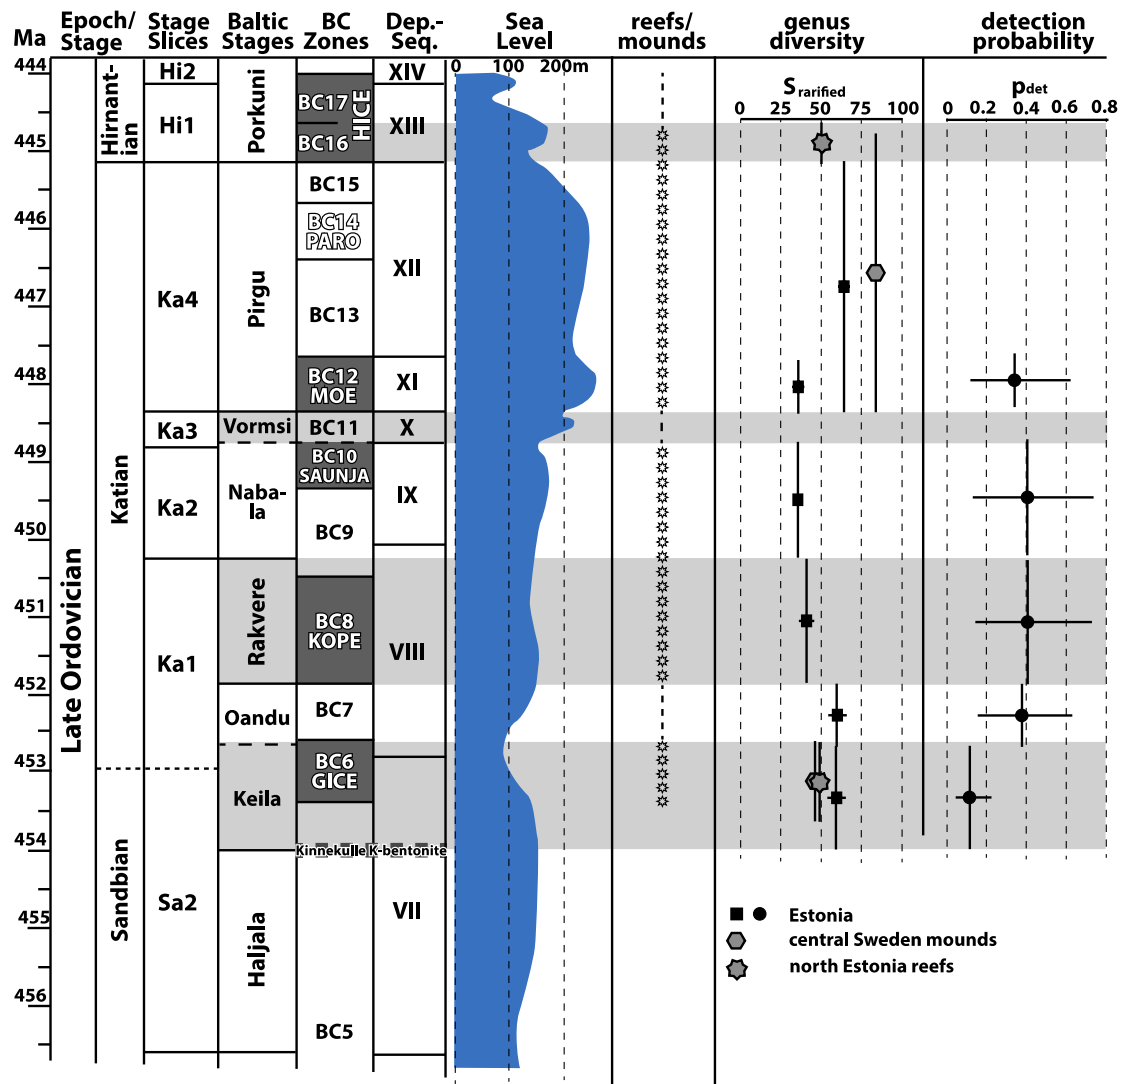 Ma
Epoch/
Stage
Stage
Slices
Baltic
Stages
BC
Zones
Dep.-
Seq.
Sea
Level
reefs/
mounds
genus
diversity
detection
probability
0 100 200m
S rarified
0 25 50 75 100
pdet
0 0.2 0.4 0.6 0.8
444
445
446
447
448
449
450
451
452
453
454
455
456
Late Ordovician
Hirnant-
ian
Katian
Sandbian
Hi2
Hi1
Ka4
Ka3
Ka2
Ka1
Sa2
Porkuni
Pirgu
Vormsi
Naba-
la
Rakvere
Oandu
Keila
Haljala
BC17
HICE
BC16
BC15
BC14
PARO
BC13
BC12
MOE
BC11
BC10
SAUNJA
BC9
BC8
KOPE
BC7
BC6
GICE
Kinnekulle K-bentonite
BC5
XIV
XIII
XII
XI
X
IX
VIII
VII
Estonia
central Sweden mounds
north Estonia reefs